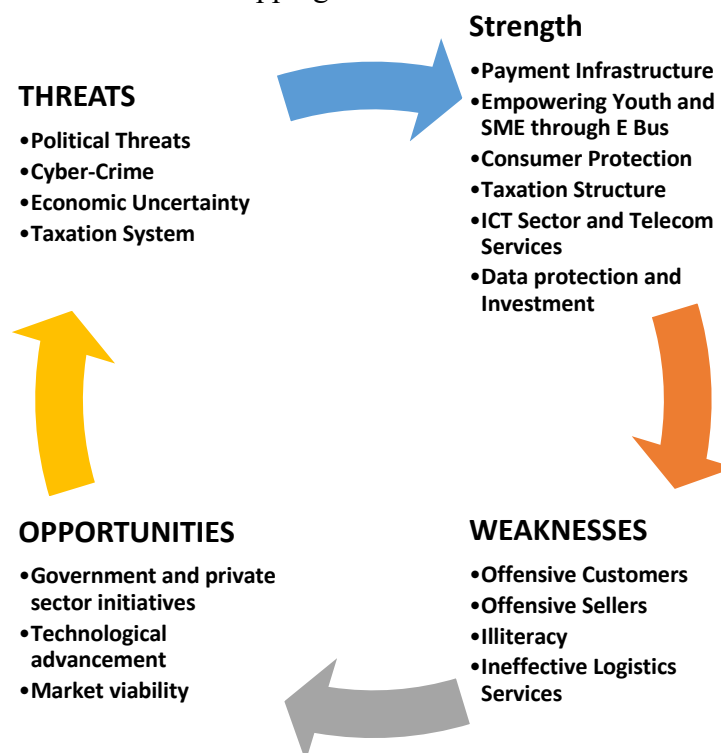 Strength
•Payment Infrastructure
•Empowering Youth and
SME through E Bus
•Consumer Protection
•Taxation Structure
•ICT Sector and Telecom
Services
•Data protection and
Investment
WEAKNESSES
•Offensive Customers
•Offensive Sellers
•Illiteracy
•Ineffective Logistics
Services
OPPORTUNITIES
•Government and private
sector initiatives
•Technological
advancement
•Market viability
THREATS
•Political Threats
•Cyber-Crime
•Economic Uncertainty
•Taxation System